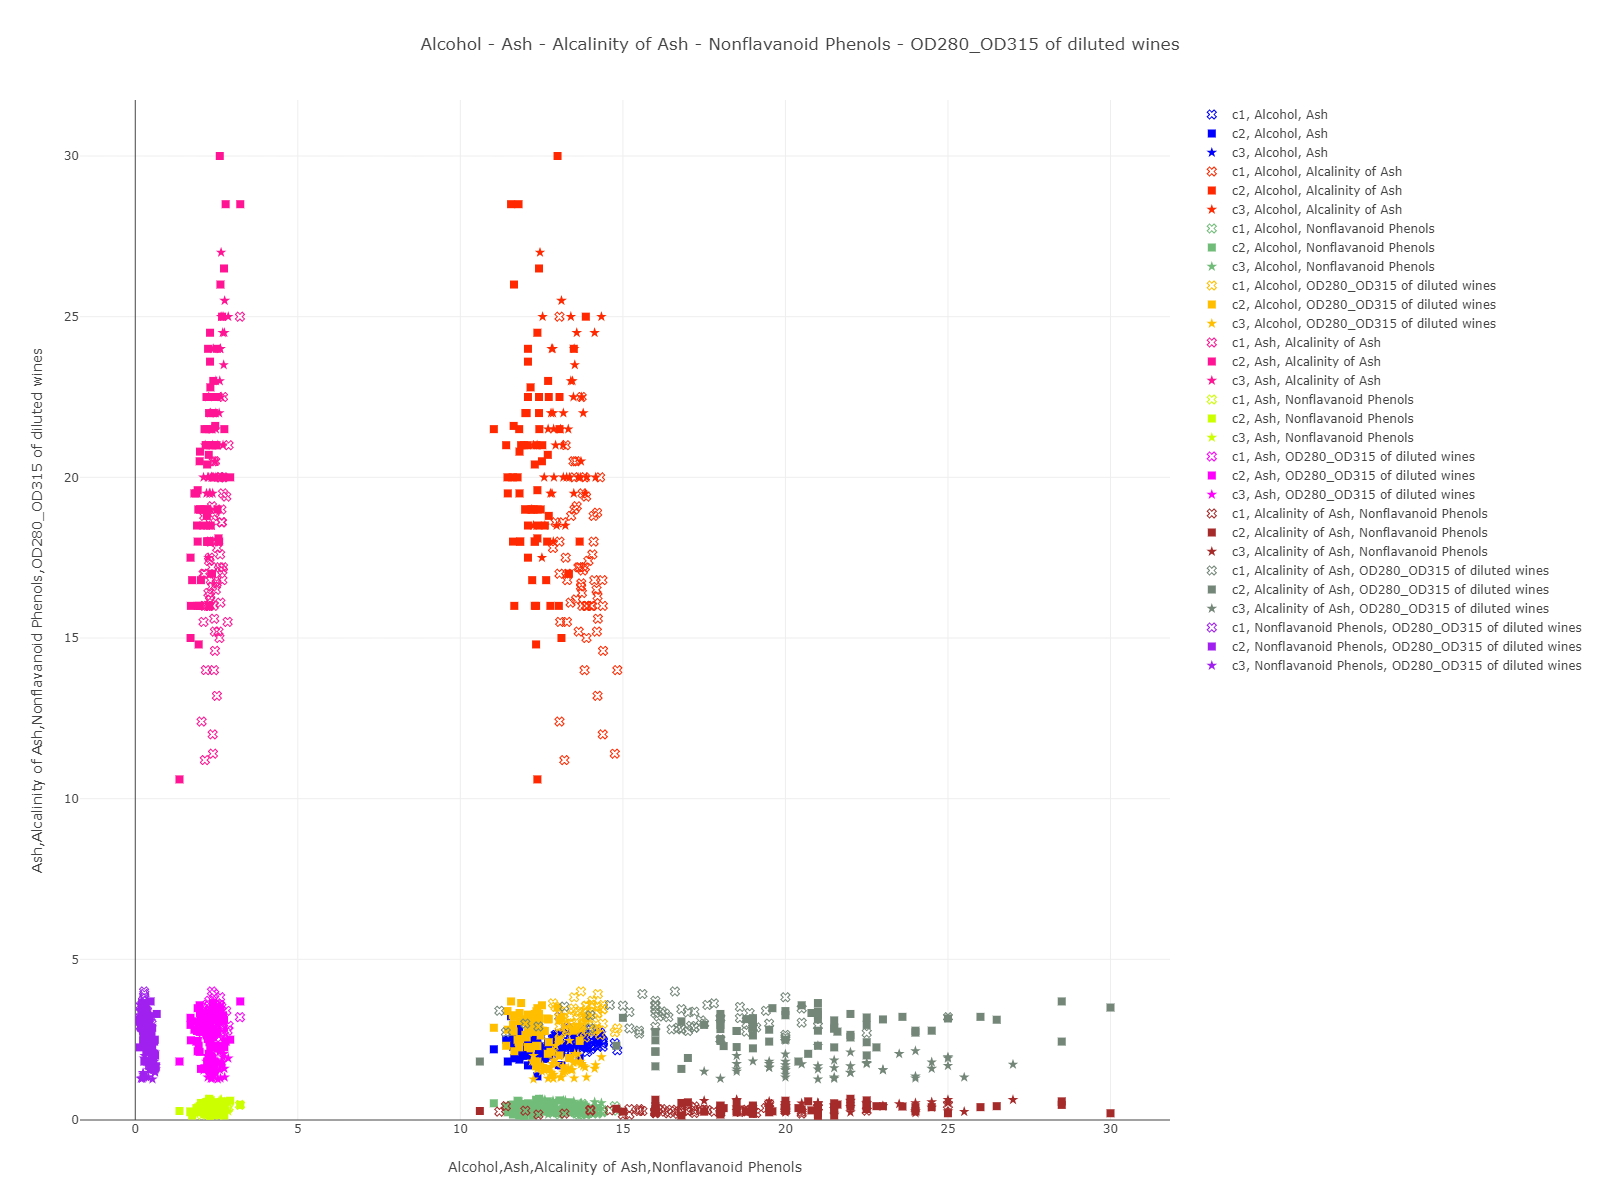 Alcohol - Ash - Alcalinity of Ash - Nonflavanoid Phenols - OD280_OD315 of diluted wines
c1, Alcohol, Ash
c2, Alcohol, Ash
c3, Alcohol, Ash
c1, Alcohol, Alcalinity of Ash
c2, Alcohol, Alcalinity of Ash
c3, Alcohol, Alcalinity of Ash
c1, Alcohol, Nonflavanoid Phenols
c2, Alcohol, Nonflavanoid Phenols
c3, Alcohol, Nonflavanoid Phenols
c1, Alcohol, OD280_OD315 of diluted wines
c2, Alcohol, OD280_OD315 of diluted wines
c3, Alcohol, OD280_OD315 of diluted wines
c1, Ash, Alcalinity of Ash
c2, Ash, Alcalinity of Ash
c3, Ash, Alcalinity of Ash
c1, Ash, Nonflavanoid Phenols
c2, Ash, Nonflavanoid Phenols
c3, Ash, Nonflavanoid Phenols
c1, Ash, OD280_OD315 of diluted wines
c2, Ash, OD280_OD315 of diluted wines
c3, Ash, OD280_OD315 of diluted wines
c1, Alcalinity of Ash, Nonflavanoid Phenols
c2, Alcalinity of Ash, Nonflavanoid Phenols
c3, Alcalinity of Ash, Nonflavanoid Phenols
c1, Alcalinity of Ash, OD280_OD315 of diluted wines
c2, Alcalinity of Ash, OD280_OD315 of diluted wines
c3, Alcalinity of Ash, OD280_OD315 of diluted wines
c1, Nonflavanoid Phenols, OD280_OD315 of diluted wines
c2, Nonflavanoid Phenols, OD280_OD315 of diluted wines
c3, Nonflavanoid Phenols, OD280_OD315 of diluted wines
Ash,Alcalinity of Ash,Nonflavanoid Phenols,OD280_OD315 of diluted wines
30
25
20
15
10
5
0
0 5 10 15 20 25 30
Alcohol,Ash,Alcalinity of Ash,Nonflavanoid Phenols